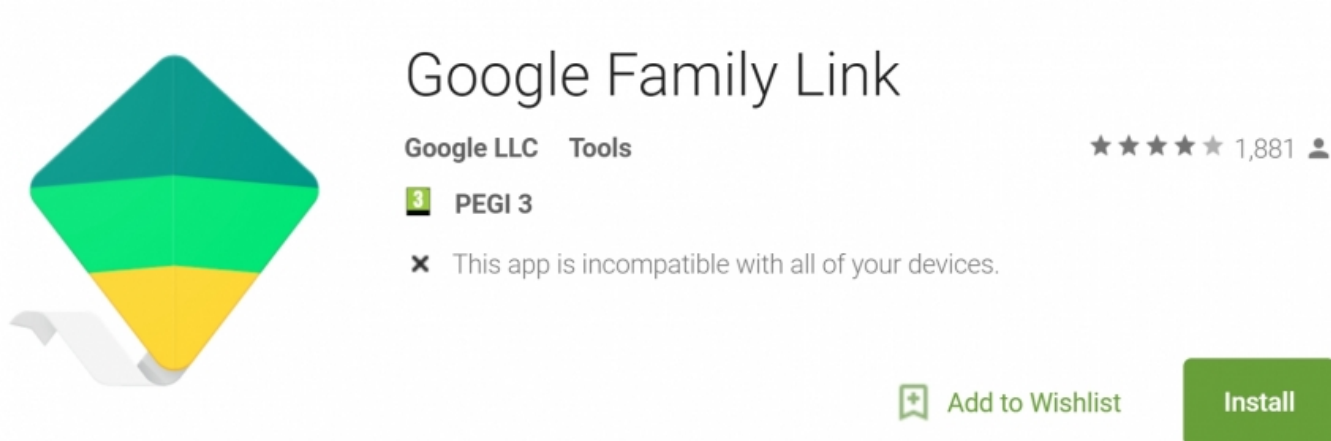 Google Family Link
Google LLC Tools
1,881
3 PEGI 3
This app is incompatible with all of your devices.
Add to Wishlist
Install